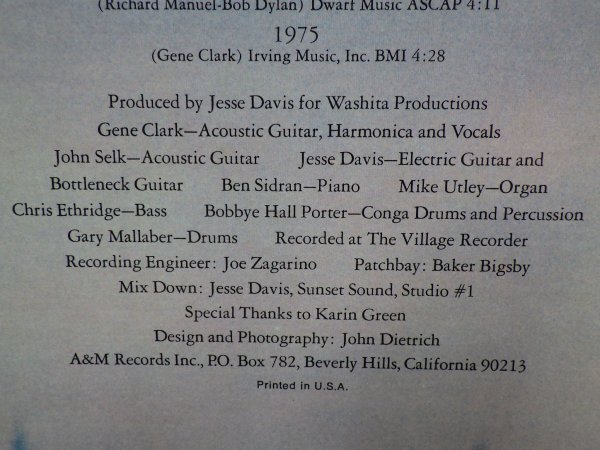 (Richard Manuel-Bob Dylan) Dwarf Music ASCAP 4:11
1975
(Gene Clark) Irving Music, Inc. BMI 4:28
Produced by Jesse Davis for Washita Productions
Gene Clark—Acoustic Guitar, Harmonica and Vocals
John Selk—Acoustic Guitar Jesse Davis—Electric Guitar and
Bottleneck Guitar Ben Sidran—Piano Mike Utley—Organ
Chris Ethridge—Bass Bobbye Hall Porter—Conga Drums and Percussion
Gary Mallaber—Drums Recorded at The Village Recorder
Recording Engineer: Joe Zagarino Patchbay: Baker Bigsby
Mix Down: Jesse Davis, Sunset Sound, Studio #1
Special Thanks to Karin Green
Design and Photography: John Dietrich
A&M Records Inc., P.O. Box 782, Beverly Hills, California 90213
Printed in U.S.A.